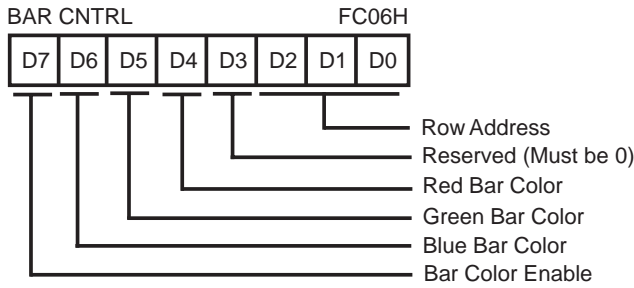 BAR CNTRL FC06H
D7 D6 D5 D4 D3 D2 D1 D0
Row Address
Reserved (Must be 0)
Red Bar Color
Green Bar Color
Blue Bar Color
Bar Color Enable